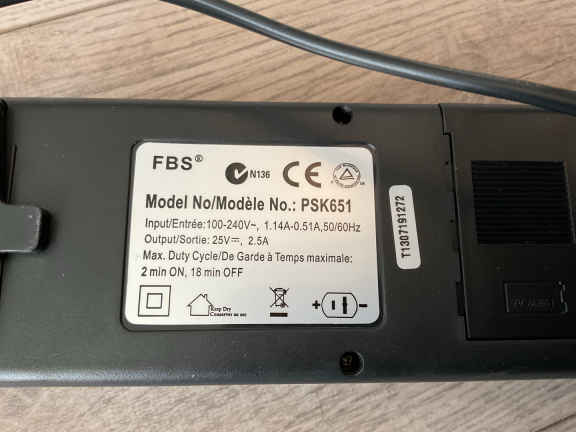 FBS® N136 CE
Model No/Modèle No.: PSK651
Input/Entrée:100-240V~, 1.14A-0.51A,50/60Hz
Output/Sortie: 25V⎓, 2.5A
Max. Duty Cycle/De Garde à Temps maximale:
2 min ON, 18 min OFF
Keep Dry
+ -
T1307191272